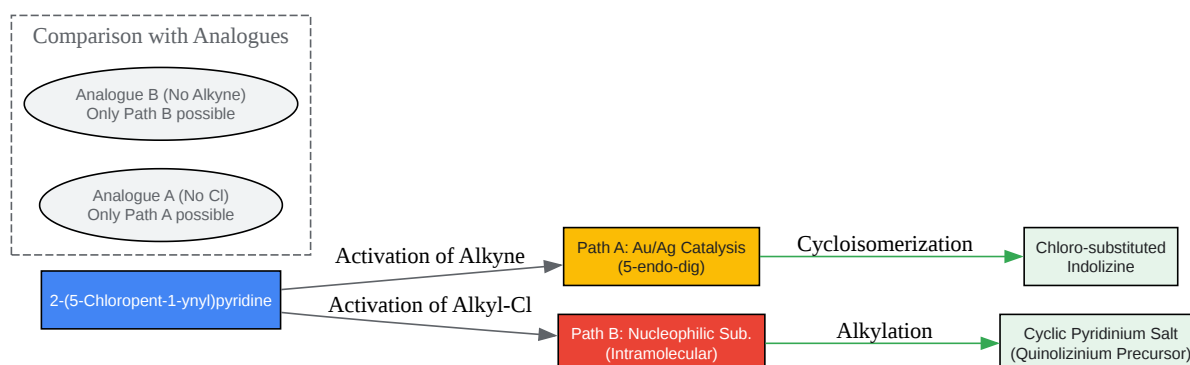 Comparison with Analogues
Analogue B (No Alkyne)
Only Path B possible
Analogue A (No Cl)
Only Path A possible
2-(5-Chloropent-1-ynyl)pyridine
Activation of Alkyne
Activation of Alkyl-Cl
Path A: Au/Ag Catalysis
(5-endo-dig)
Cycloisomerization
Chloro-substituted
Indolizine
Path B: Nucleophilic Sub.
(Intramolecular)
Alkylation
Cyclic Pyridinium Salt
(Quinolizinium Precursor)